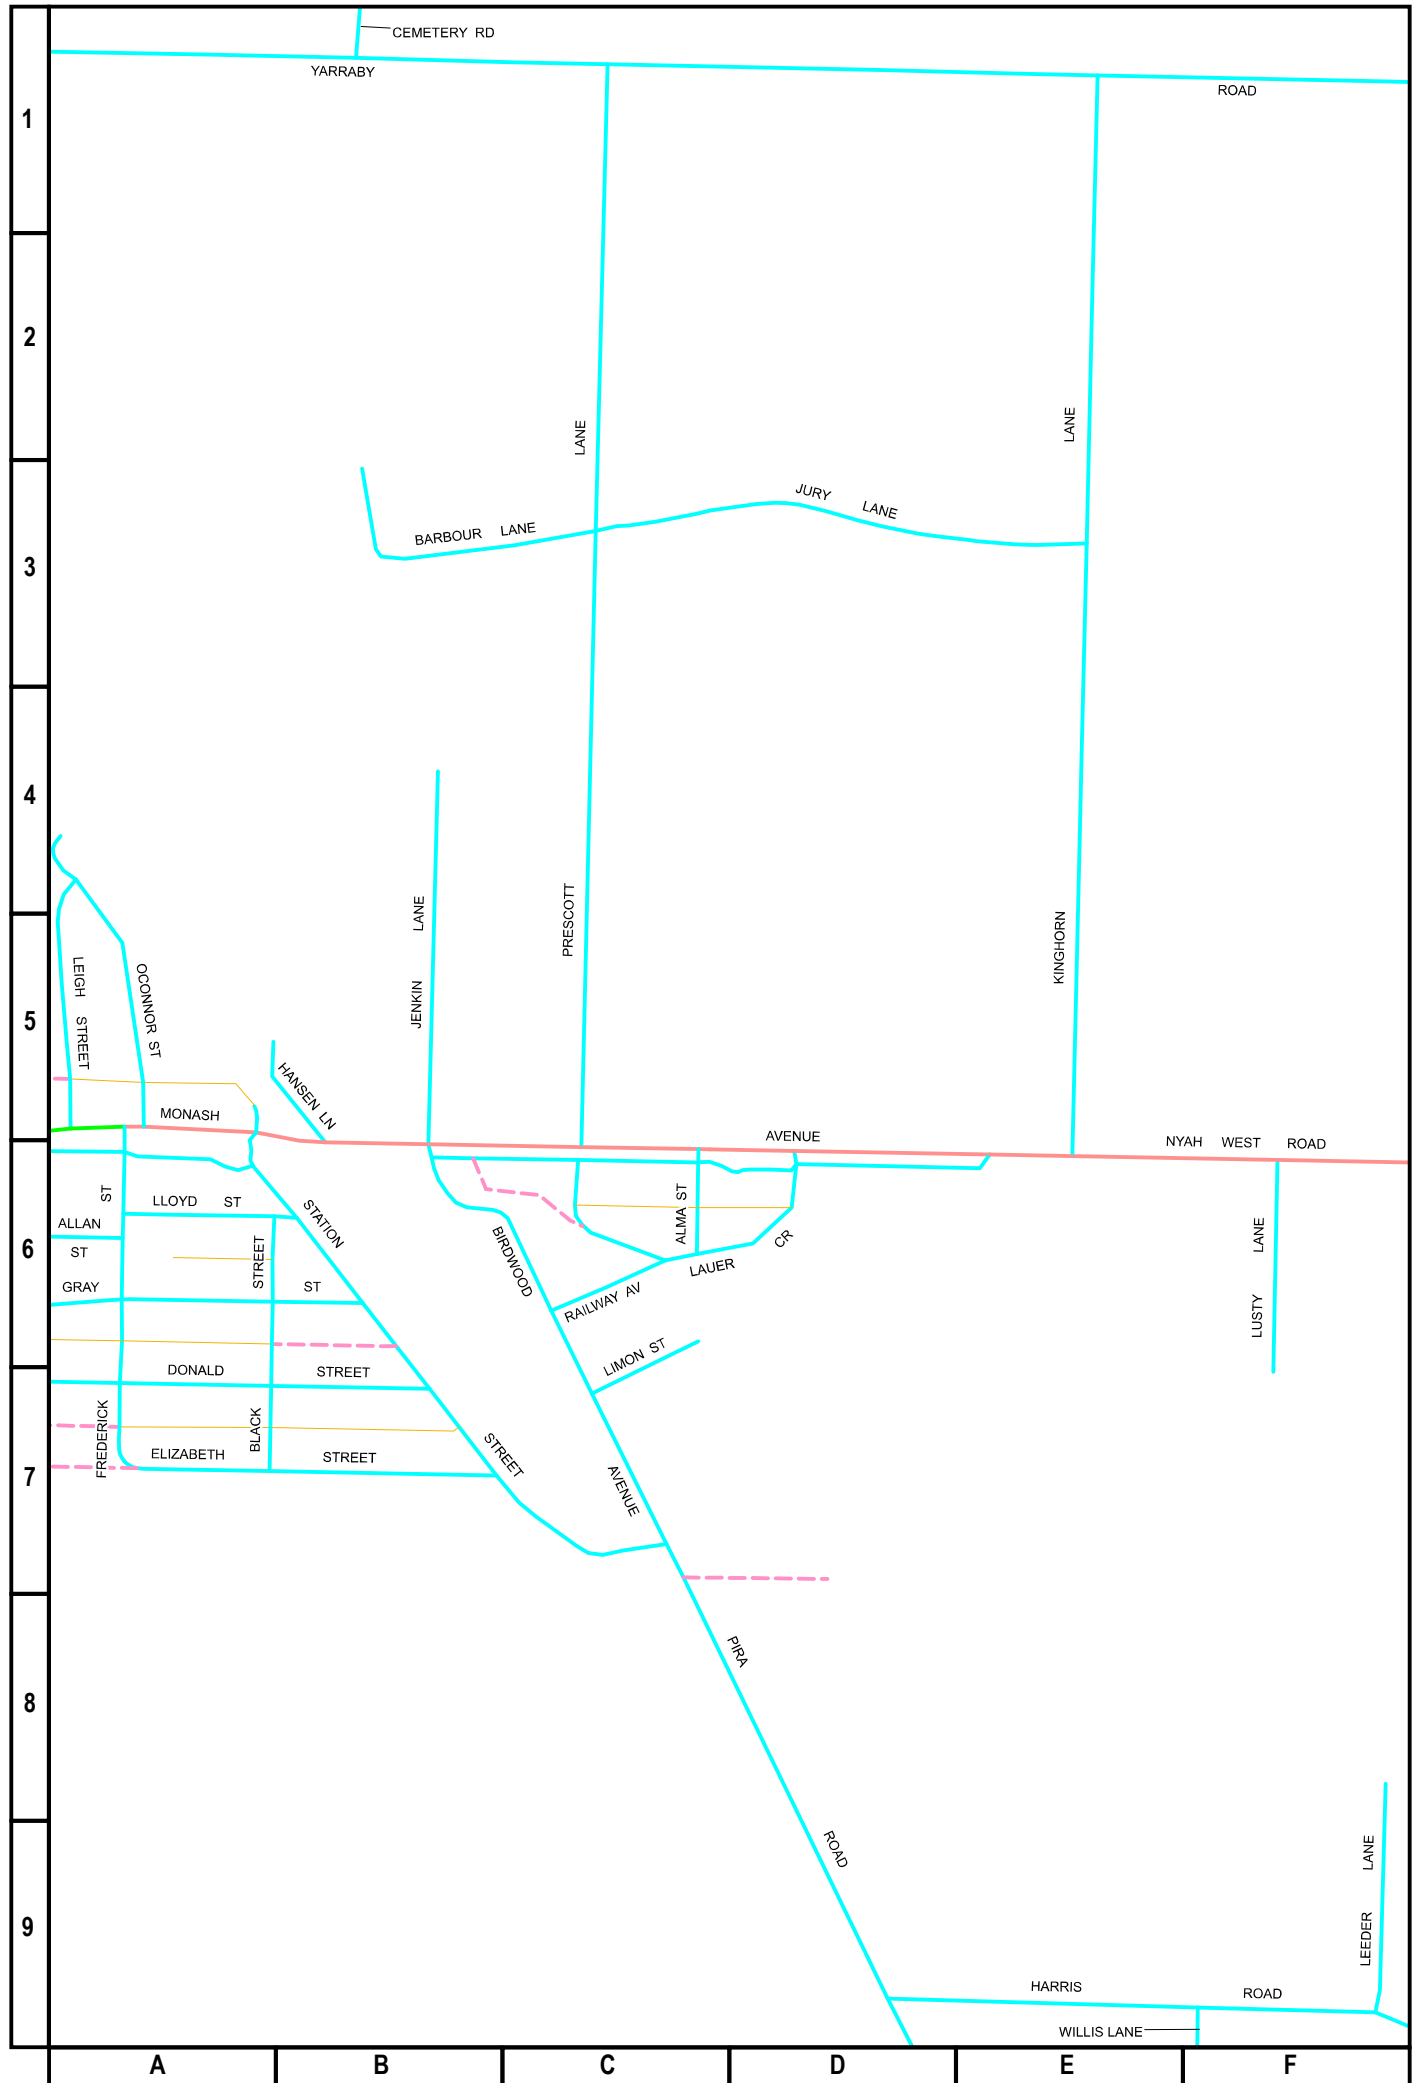 CEMETERY RD
YARRABY
ROAD
1
2
LANE
LANE
JURY LANE
BARBOUR LANE
3
4
JENKIN LANE
PRESCOTT
KINGHORN
LEIGH STREET
OCONNOR ST
5
HANSEN LN
MONASH
AVENUE
NYAH WEST ROAD
ST
LLOYD ST
STATION
ALMA ST
ALLAN
ST
6
STREET
BIRDWOOD
CR
LAUER
LUSTY LANE
GRAY
ST
RAILWAY AV
LIMON ST
DONALD
STREET
FREDERICK
BLACK
ELIZABETH
STREET
STREET
7
AVENUE
PIRA
8
ROAD
LEEDER LANE
9
HARRIS
ROAD
WILLIS LANE
A
B
C
D
E
F